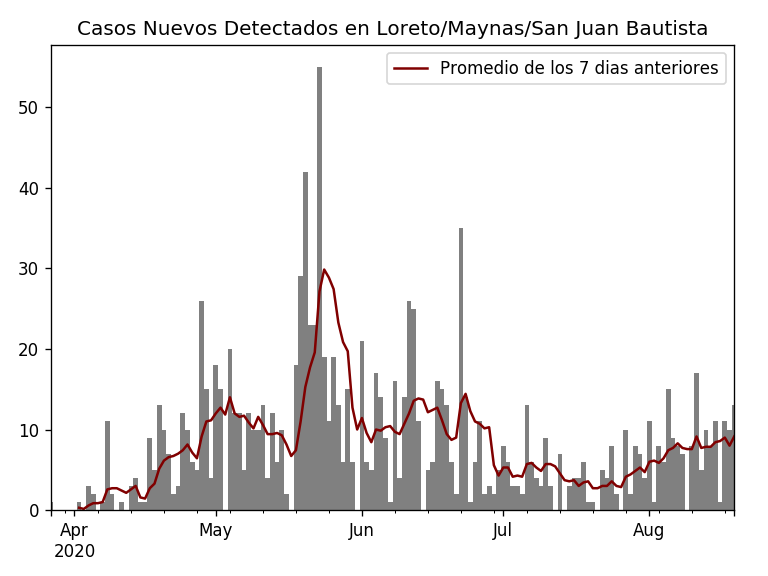 Casos Nuevos Detectados en Loreto/Maynas/San Juan Bautista
Promedio de los 7 dias anteriores
50
40
30
20
10
0
Apr May Jun Jul Aug
2020